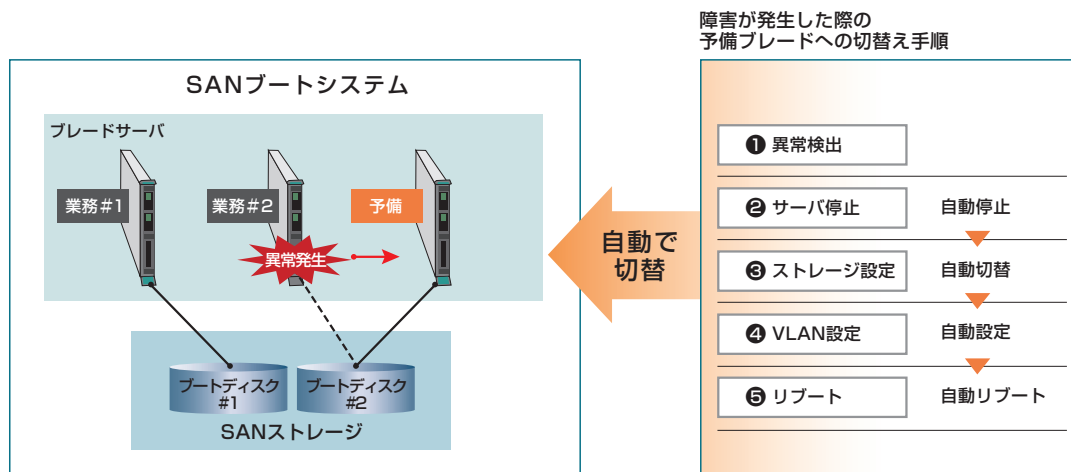 障害が発生した際の
予備ブレードへの切替え手順
SANブートシステム
ブレードサーバ
業務#1
業務#2
予備
異常発生
ブートディスク
#1
ブートディスク
#2
SANストレージ
自動で
切替
❶ 異常検出
❷ サーバ停止
自動停止
❸ ストレージ設定
自動切替
❹ VLAN設定
自動設定
❺ リブート
自動リブート